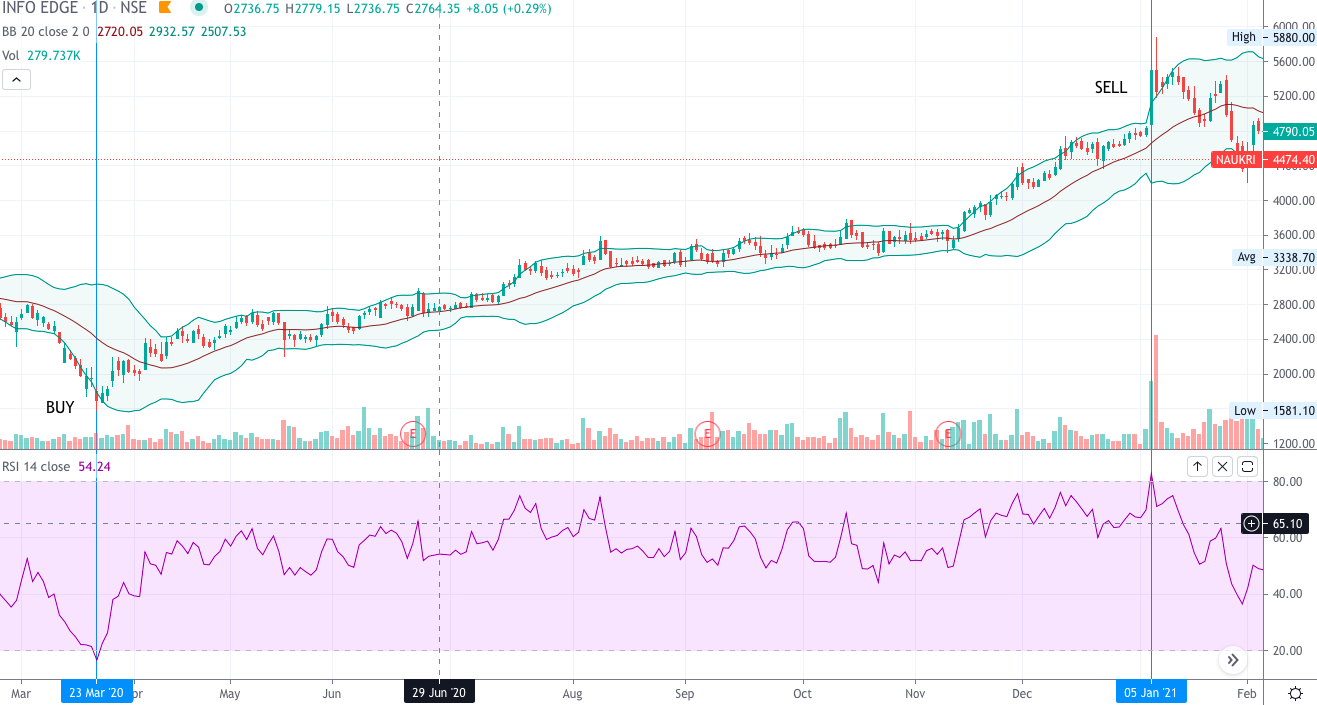 INFO EDGE · 1D · NSE O2736.75 H2779.15 L2736.75 C2764.35 +8.05 (+0.29%)
BB 20 close 2 0 2720.05 2932.57 2507.53
Vol 279.737K
6000.00
High 5880.00
5600.00
SELL
5200.00
4790.05
NAUKRI 4474.40
4000.00
3600.00
Avg 3338.70
3200.00
2800.00
2400.00
2000.00
BUY
Low 1581.10
E E E
1200.00
RSI 14 close 54.24
80.00
65.10
60.00
40.00
20.00
Mar 23 Mar '20 pr May Jun 29 Jun '20 Aug Sep Oct Nov Dec 05 Jan '21 Feb